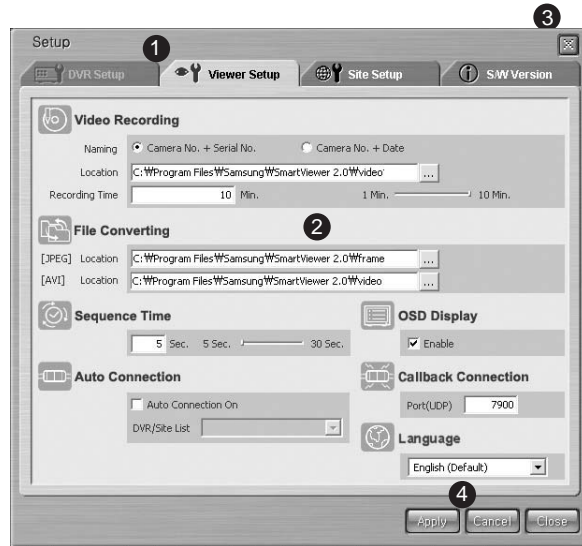 3
Setup
1
DVR Setup
Viewer Setup
Site Setup
S/W Version
Video Recording
Naming Camera No. + Serial No. Camera No. + Date
Location C:₩Program Files₩Samsung₩SmartViewer 2.0₩video ...
Recording Time 10 Min. 1 Min. 10 Min.
File Converting
2
[JPEG] Location C:₩Program Files₩Samsung₩SmartViewer 2.0₩frame ...
[AVI] Location C:₩Program Files₩Samsung₩SmartViewer 2.0₩video ...
Sequence Time
5 Sec. 5 Sec. 30 Sec.
OSD Display
Enable
Auto Connection
Auto Connection On
DVR/Site List
Callback Connection
Port(UDP) 7900
Language
English (Default)
4
Apply Cancel Close